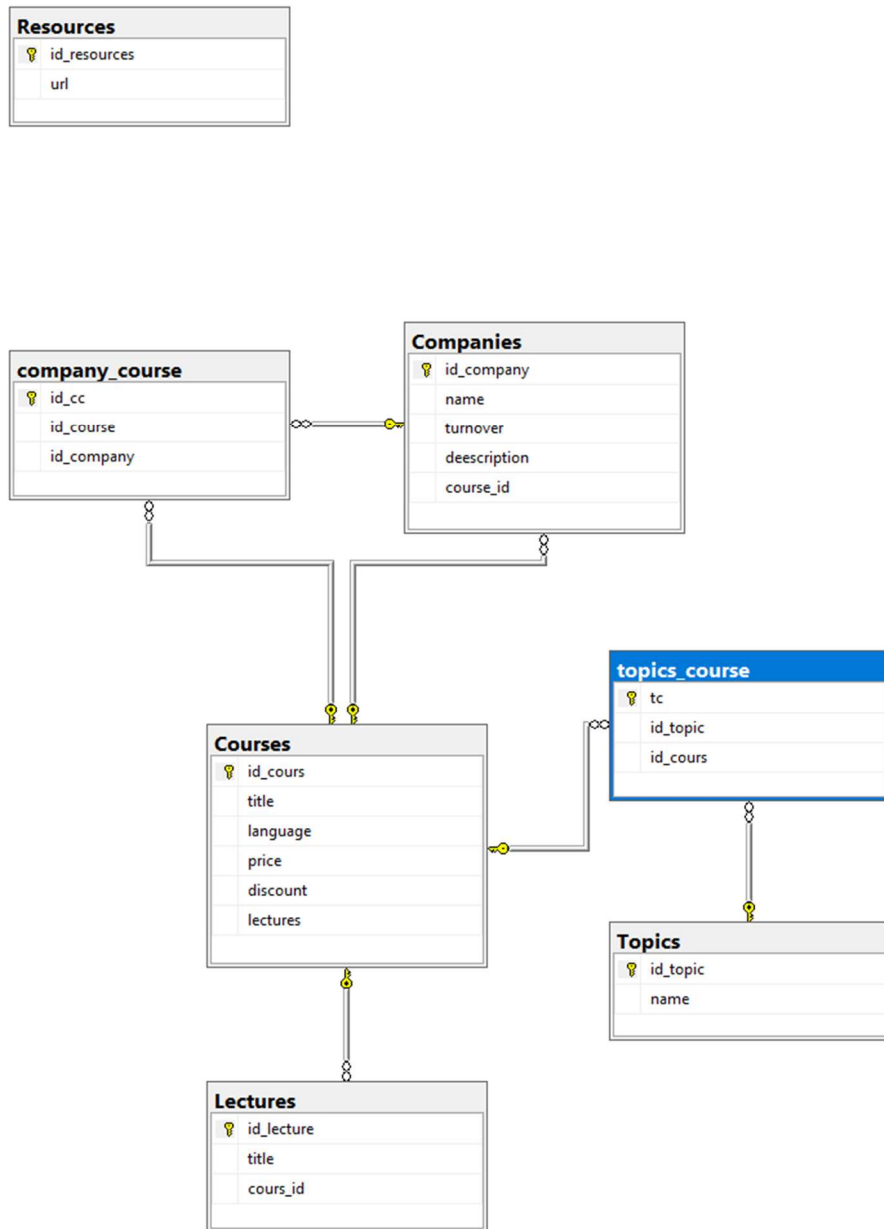 Resources
id_resources
url
Companies
id_company
name
turnover
deescription
course_id
company_course
id_cc
id_course
id_company
topics_course
tc
id_topic
id_cours
Courses
id_cours
title
language
price
discount
lectures
Topics
id_topic
name
Lectures
id_lecture
title
cours_id